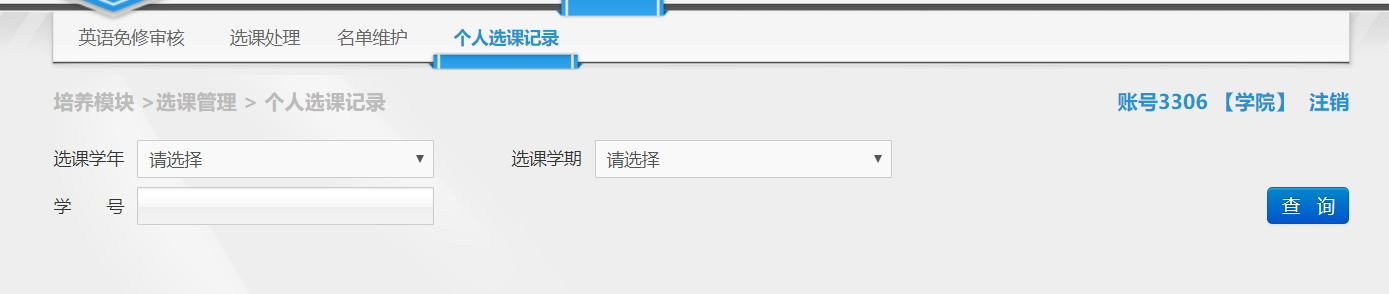 英语免修审核 选课处理 名单维护 个人选课记录
培养模块 >选课管理 > 个人选课记录 账号3306 【学院】 注销
选课学年 请选择 选课学期 请选择
学 号 查 询